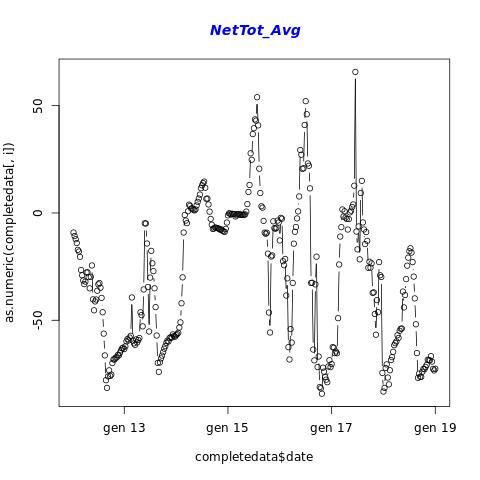 NetTot_Avg
as.numeric(completedata[, i])
50
0
-50
gen 13
gen 15
gen 17
gen 19
completedata$date